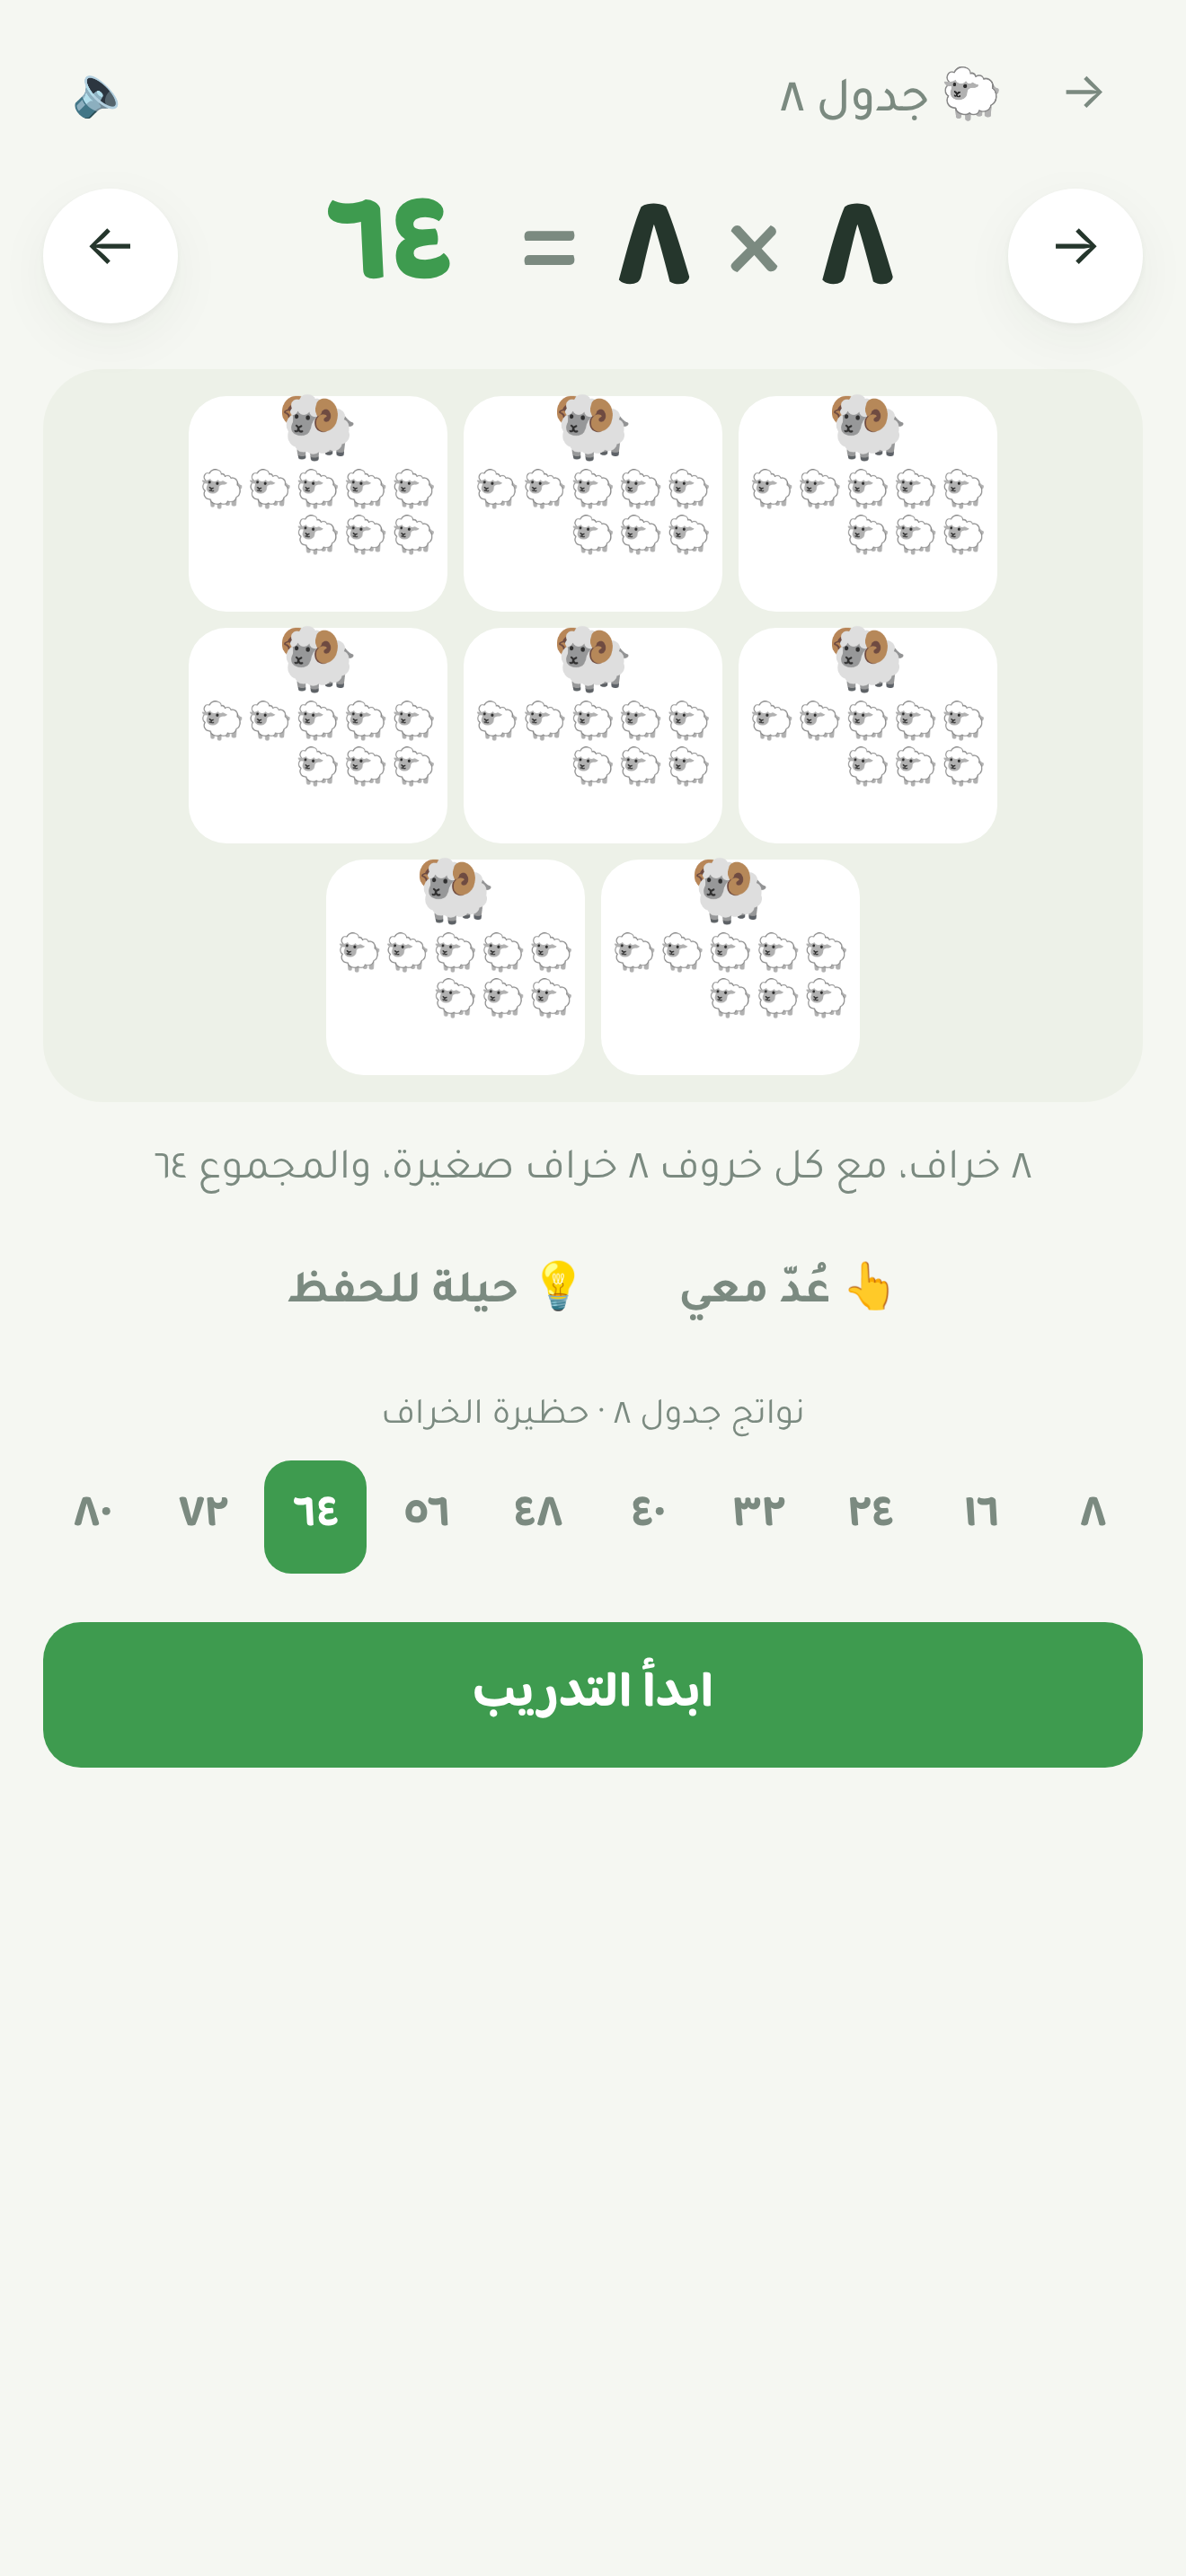 جدول ٨
٨ × ٨ = ٦٤
٨ خراف، مع كل خروف ٨ خراف صغيرة، والمجموع ٦٤
عُدّ معي
حيلة للحفظ
نواتج جدول ٨ · حظيرة الخراف
٨ ١٦ ٢٤ ٣٢ ٤٠ ٤٨ ٥٦ ٦٤ ٧٢ ٨٠
ابدأ التدريب